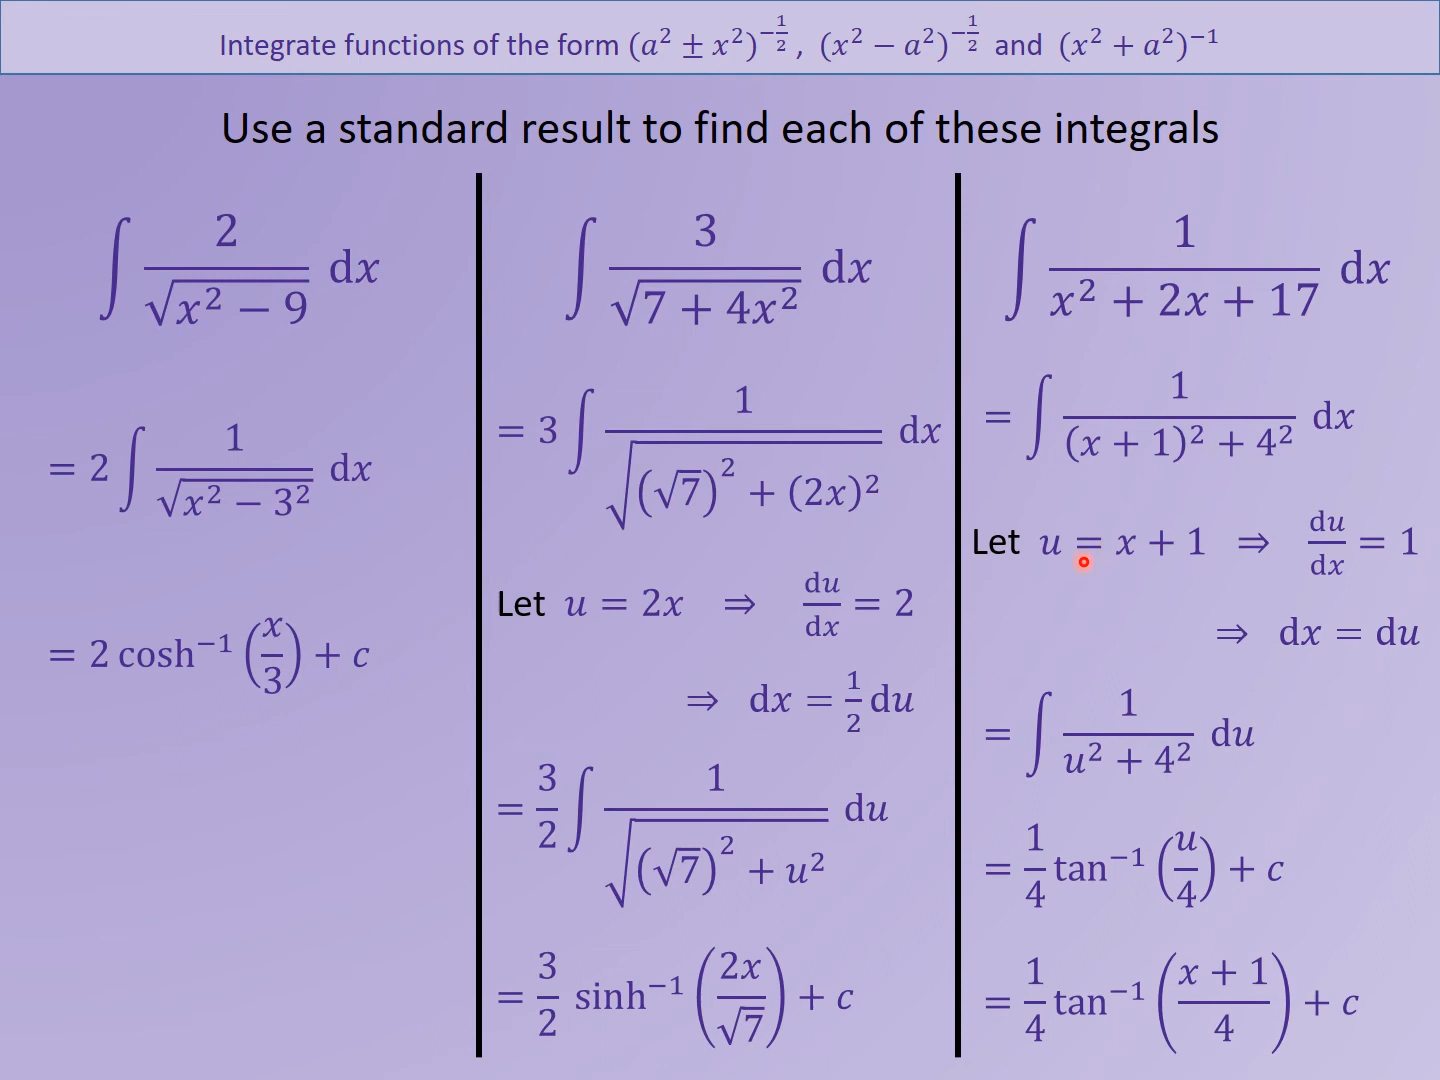 Integrate functions of the form (a² ± x²)^(−1/2), (x² − a²)^(−1/2) and (x² + a²)^(−1)
Use a standard result to find each of these integrals
∫ 2/√(x² − 9) dx
= 2 ∫ 1/√(x² − 3²) dx
= 2 cosh⁻¹ (x/3) + c
∫ 3/√(7 + 4x²) dx
= 3 ∫ 1/√((√7)² + (2x)²) dx
Let u = 2x ⇒ du/dx = 2
⇒ dx = 1/2 du
= 3/2 ∫ 1/√((√7)² + u²) du
= 3/2 sinh⁻¹ (2x/√7) + c
∫ 1/(x² + 2x + 17) dx
= ∫ 1/((x + 1)² + 4²) dx
Let u = x + 1 ⇒ du/dx = 1
⇒ dx = du
= ∫ 1/(u² + 4²) du
= 1/4 tan⁻¹ (u/4) + c
= 1/4 tan⁻¹ ((x + 1)/4) + c